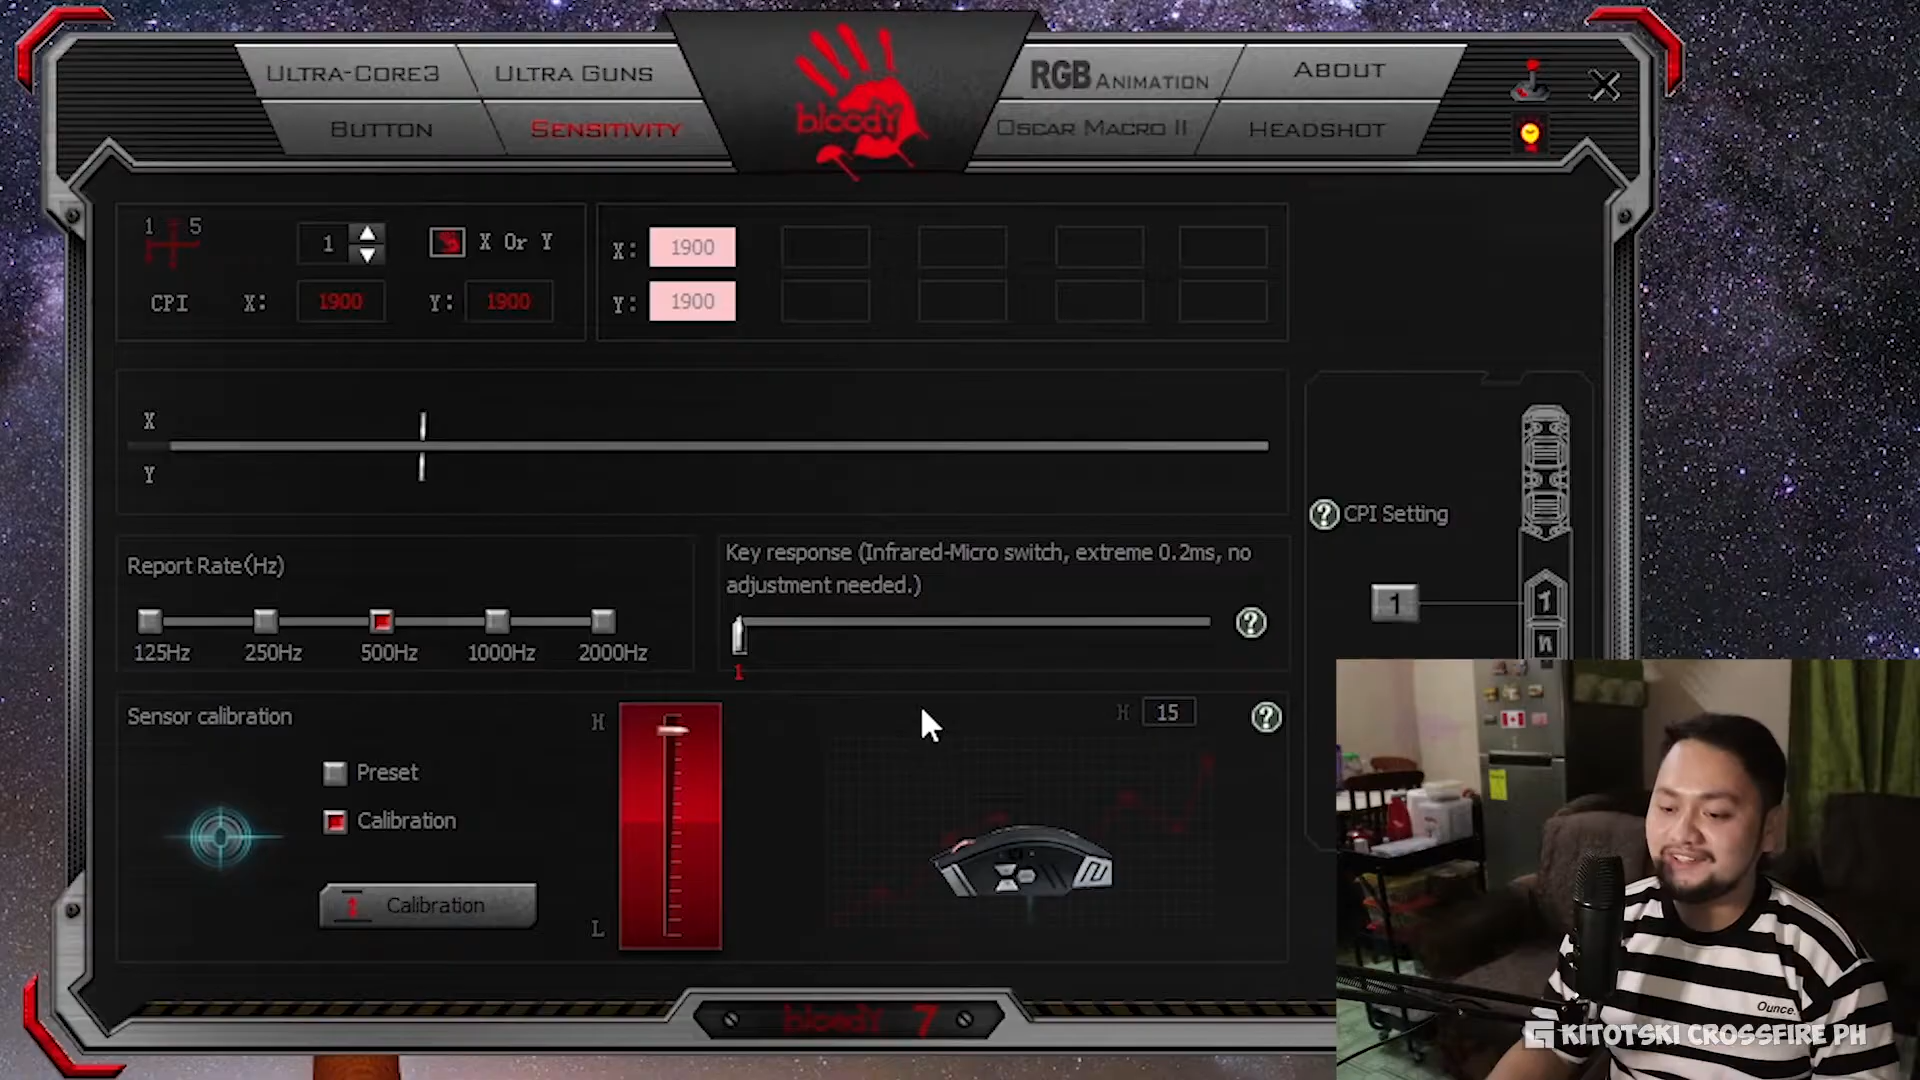 ULTRA-CORE3
ULTRA GUNS
RGB ANIMATION
ABOUT
BUTTON
SENSITIVITY
bloody
OSCAR MACRO II
HEADSHOT
1 5
1
X Or Y
CPI X: 1900 Y: 1900
X: 1900
Y: 1900
X
Y
CPI Setting
1
1
n
Report Rate(Hz)
125Hz 250Hz 500Hz 1000Hz 2000Hz
Key response (Infrared-Micro switch, extreme 0.2ms, no
adjustment needed.)
1
Sensor calibration
Preset
Calibration
Calibration
H
L
H 15
bloody 7
Ounce.
KITOTSKI CROSSFIRE PH